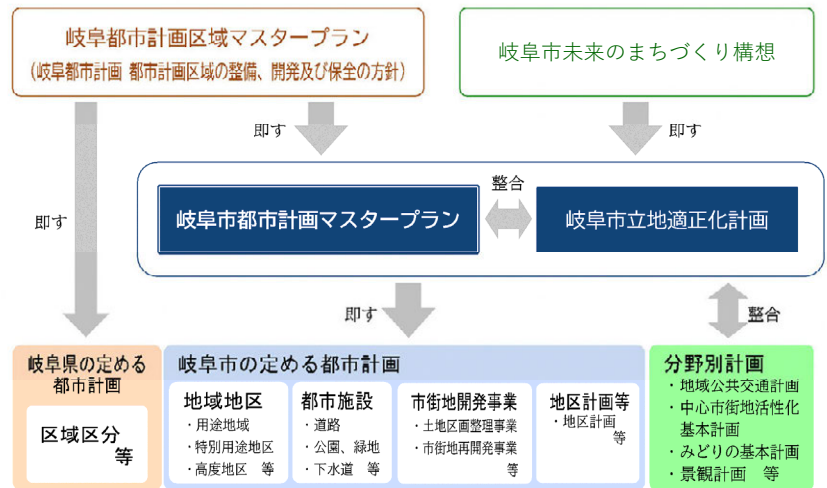 岐阜都市計画区域マスタープラン
（岐阜都市計画 都市計画区域の整備、開発及び保全の方針）
岐阜市未来のまちづくり構想
即す
即す
即す
岐阜市都市計画マスタープラン
整合
岐阜市立地適正化計画
即す
整合
岐阜県の定める
都市計画
区域区分
等
岐阜市の定める都市計画
地域地区
・用途地域
・特別用途地区
・高度地区　等
都市施設
・道路
・公園、緑地
・下水道　等
市街地開発事業
・土地区画整理事業
・市街地再開発事業
等
地区計画等
・地区計画
等
分野別計画
・地域公共交通計画
・中心市街地活性化
基本計画
・みどりの基本計画
・景観計画　等